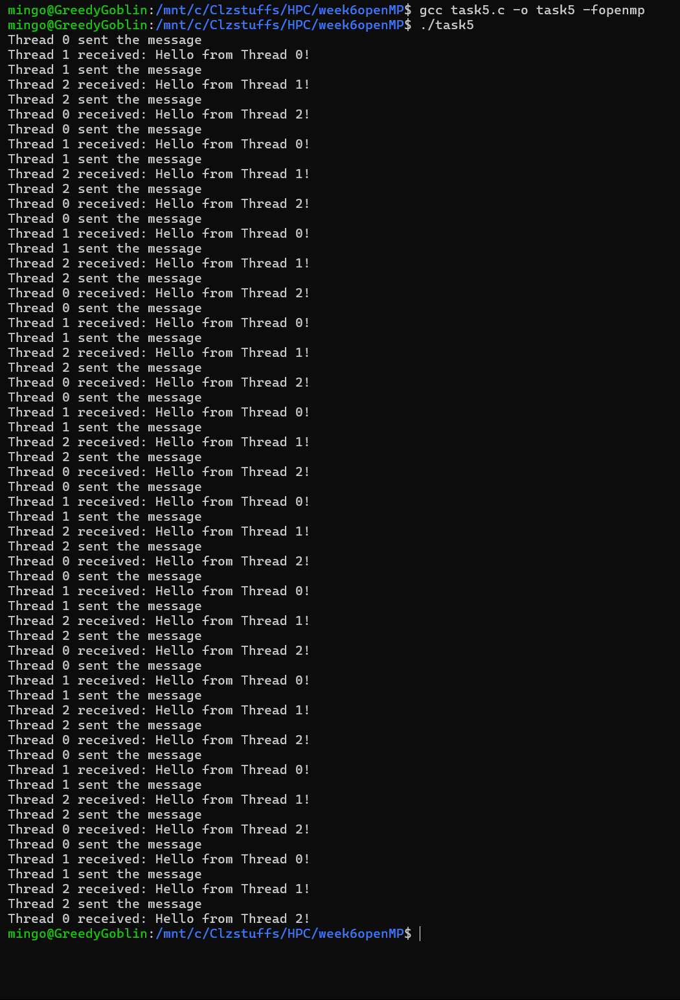 mingo@GreedyGoblin:/mnt/c/Clzstuffs/HPC/week6openMP$ gcc task5.c -o task5 -fopenmp
mingo@GreedyGoblin:/mnt/c/Clzstuffs/HPC/week6openMP$ ./task5
Thread 0 sent the message
Thread 1 received: Hello from Thread 0!
Thread 1 sent the message
Thread 2 received: Hello from Thread 1!
Thread 2 sent the message
Thread 0 received: Hello from Thread 2!
Thread 0 sent the message
Thread 1 received: Hello from Thread 0!
Thread 1 sent the message
Thread 2 received: Hello from Thread 1!
Thread 2 sent the message
Thread 0 received: Hello from Thread 2!
Thread 0 sent the message
Thread 1 received: Hello from Thread 0!
Thread 1 sent the message
Thread 2 received: Hello from Thread 1!
Thread 2 sent the message
Thread 0 received: Hello from Thread 2!
Thread 0 sent the message
Thread 1 received: Hello from Thread 0!
Thread 1 sent the message
Thread 2 received: Hello from Thread 1!
Thread 2 sent the message
Thread 0 received: Hello from Thread 2!
Thread 0 sent the message
Thread 1 received: Hello from Thread 0!
Thread 1 sent the message
Thread 2 received: Hello from Thread 1!
Thread 2 sent the message
Thread 0 received: Hello from Thread 2!
Thread 0 sent the message
Thread 1 received: Hello from Thread 0!
Thread 1 sent the message
Thread 2 received: Hello from Thread 1!
Thread 2 sent the message
Thread 0 received: Hello from Thread 2!
Thread 0 sent the message
Thread 1 received: Hello from Thread 0!
Thread 1 sent the message
Thread 2 received: Hello from Thread 1!
Thread 2 sent the message
Thread 0 received: Hello from Thread 2!
Thread 0 sent the message
Thread 1 received: Hello from Thread 0!
Thread 1 sent the message
Thread 2 received: Hello from Thread 1!
Thread 2 sent the message
Thread 0 received: Hello from Thread 2!
Thread 0 sent the message
Thread 1 received: Hello from Thread 0!
Thread 1 sent the message
Thread 2 received: Hello from Thread 1!
Thread 2 sent the message
Thread 0 received: Hello from Thread 2!
Thread 0 sent the message
Thread 1 received: Hello from Thread 0!
Thread 1 sent the message
Thread 2 received: Hello from Thread 1!
Thread 2 sent the message
Thread 0 received: Hello from Thread 2!
mingo@GreedyGoblin:/mnt/c/Clzstuffs/HPC/week6openMP$